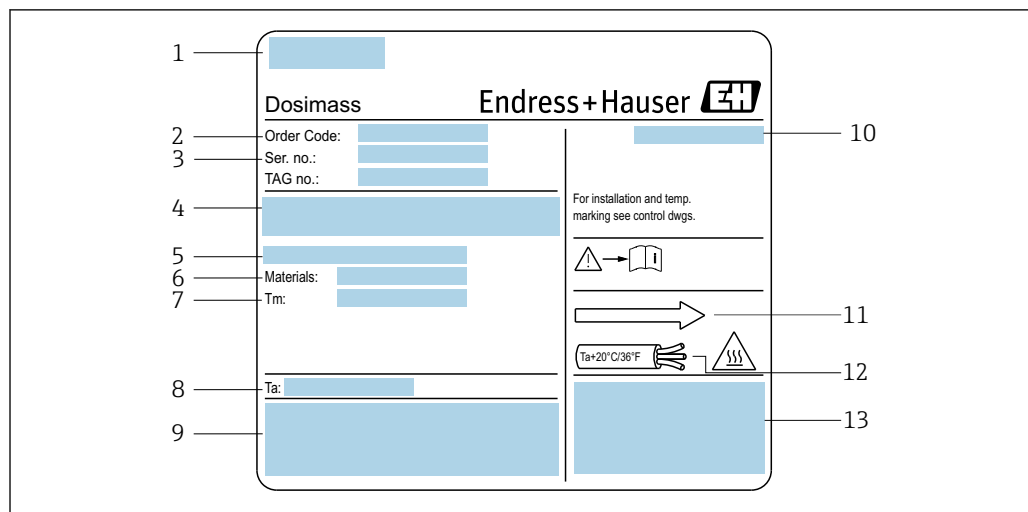 1
Dosimass
Endress+Hauser EH
2
Order Code:
3
Ser. no.:
TAG no.:
4
5
6
Materials:
7
Tm:
8
Ta:
9
10
For installation and temp.
marking see control dwgs.
i
11
Ta+20°C/36°F
12
13